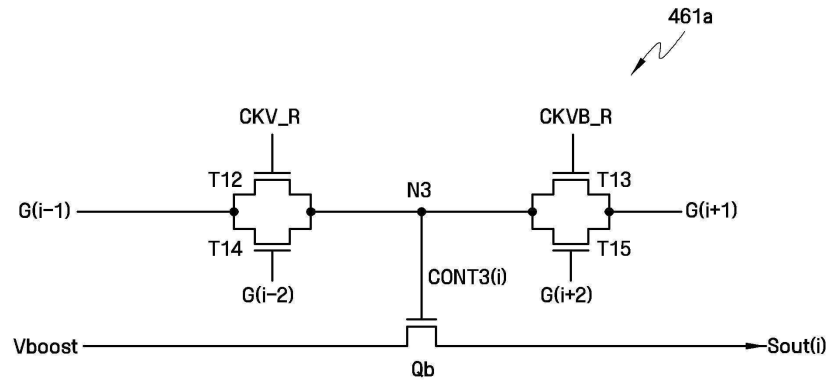 461a
CKV_R
CKVB_R
T12
N3
T13
G(i-1)
G(i+1)
T14
T15
G(i-2)
CONT3(i)
G(i+2)
Vboost
Sout(i)
Qb